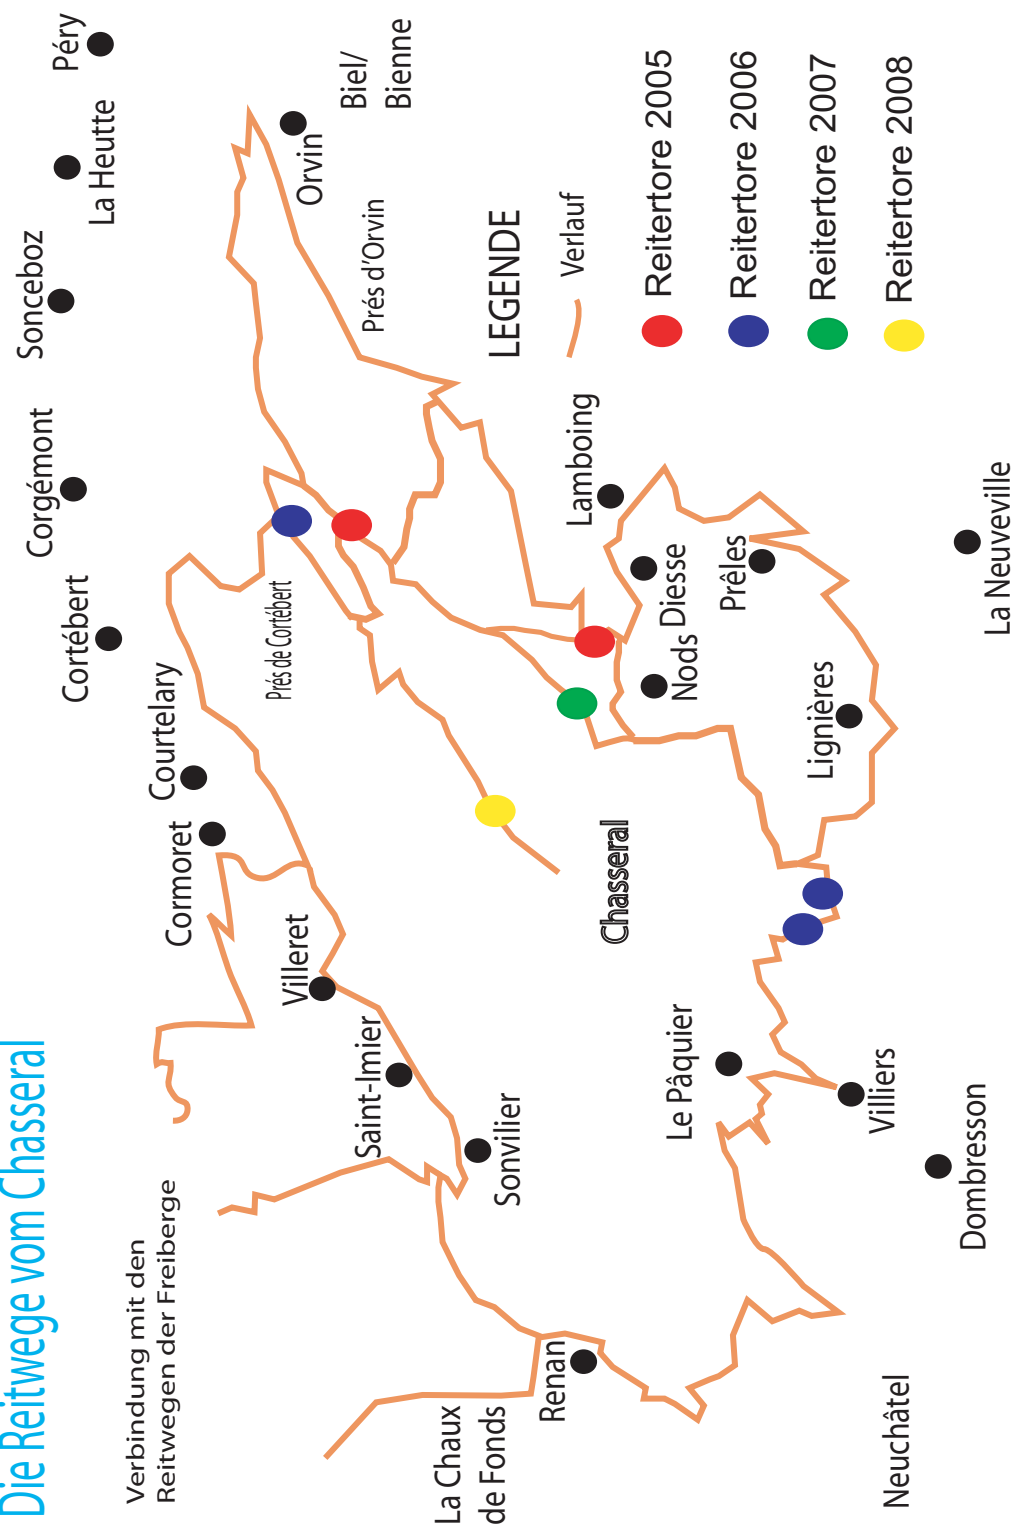 Die Reitwege vom Chasseral
Verbindung mit den
Reitwegen der Freiberge
La Chaux
de Fonds
Renan
Sonvilier
Saint-Imier
Villeret
Cormoret
Courtelary
Cortébert
Corgémont
Sonceboz
La Heutte
Péry
Prés de Cortébert
Prés d'Orvin
Orvin
Biel/
Bienne
Chasseral
Nods
Diesse
Lamboing
Prêles
Lignières
La Neuveville
Le Pâquier
Villiers
Dombresson
Neuchâtel
LEGENDE
Verlauf
Reitertore 2005
Reitertore 2006
Reitertore 2007
Reitertore 2008